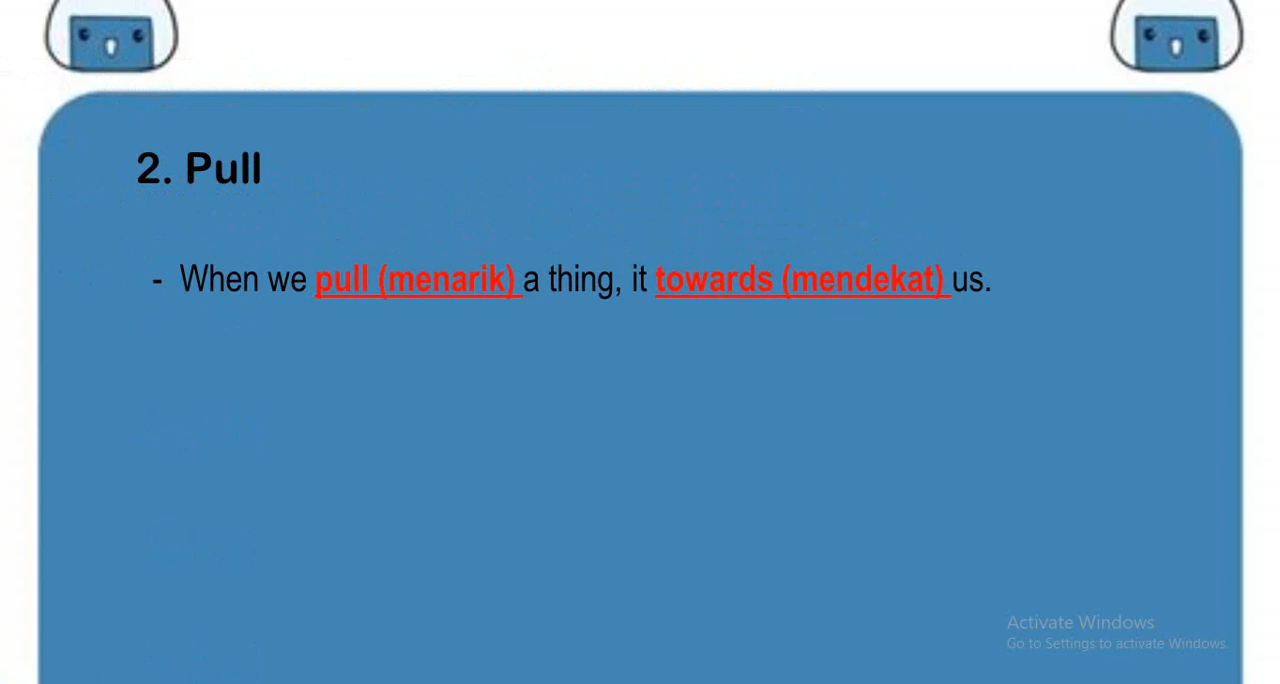 2. Pull
- When we pull (menarik) a thing, it towards (mendekat) us.
Activate Windows
Go to Settings to activate Windows.